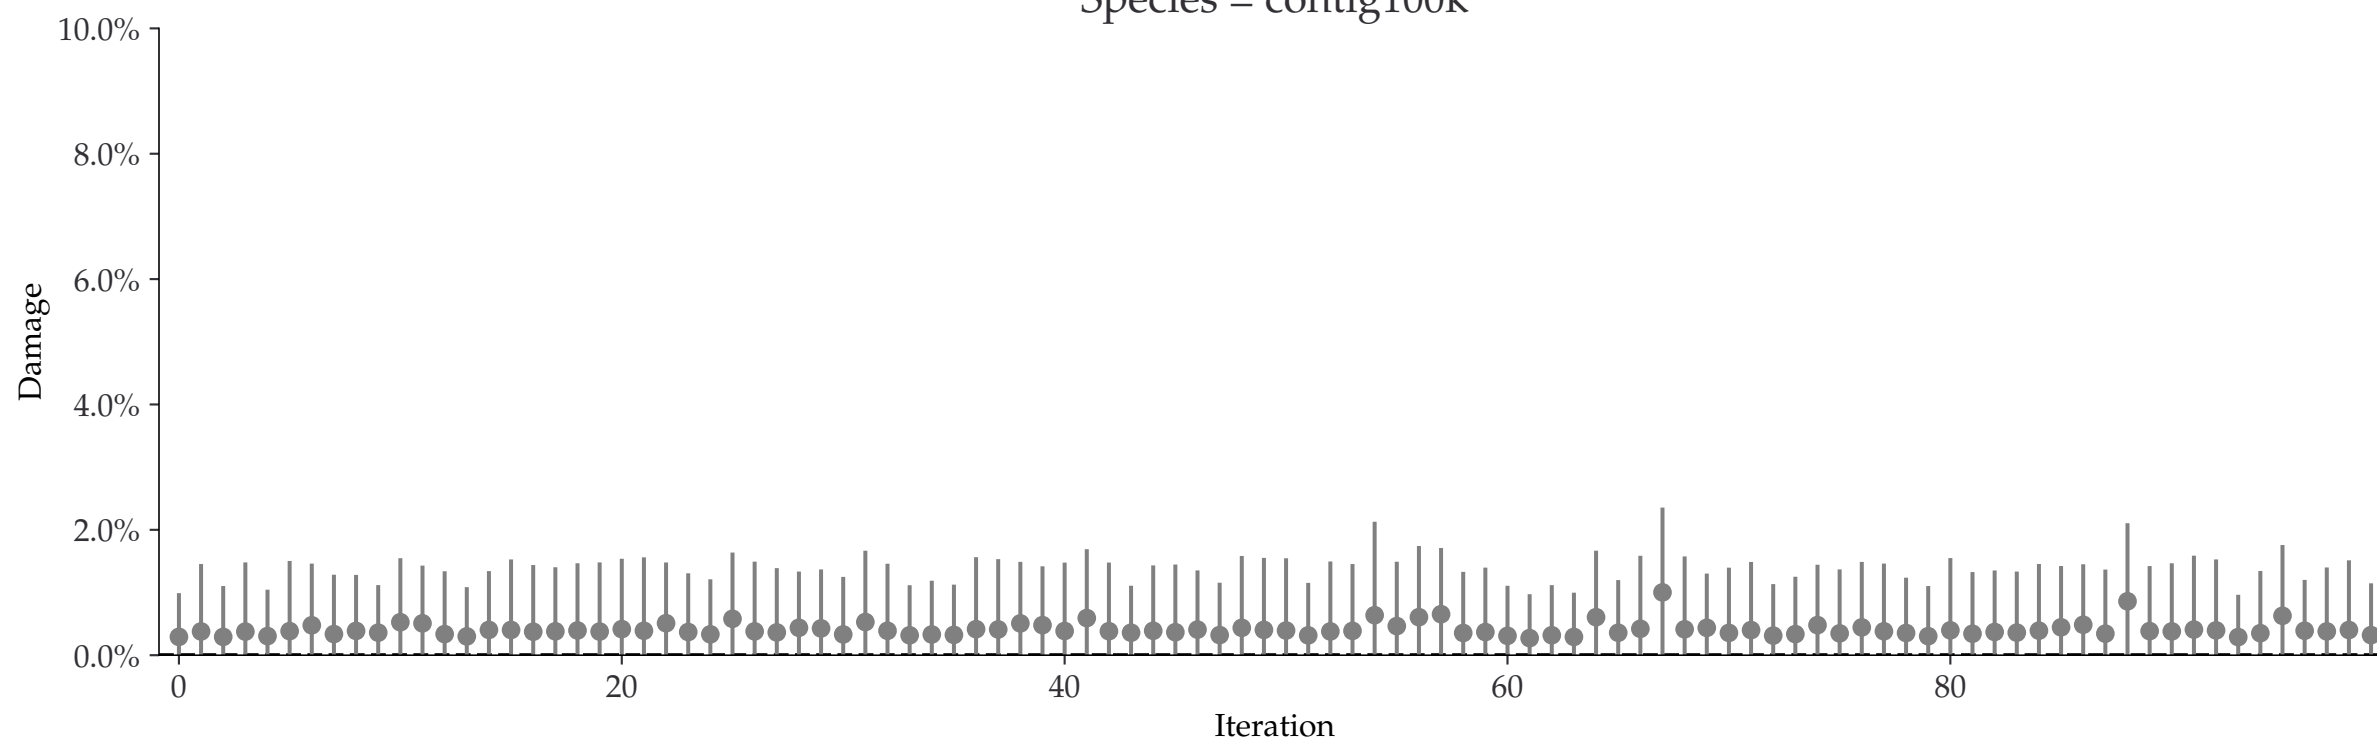 Species = contig100k
10.0%
8.0%
6.0%
4.0%
2.0%
0.0%
Damage
0 20 40 60 80
Iteration